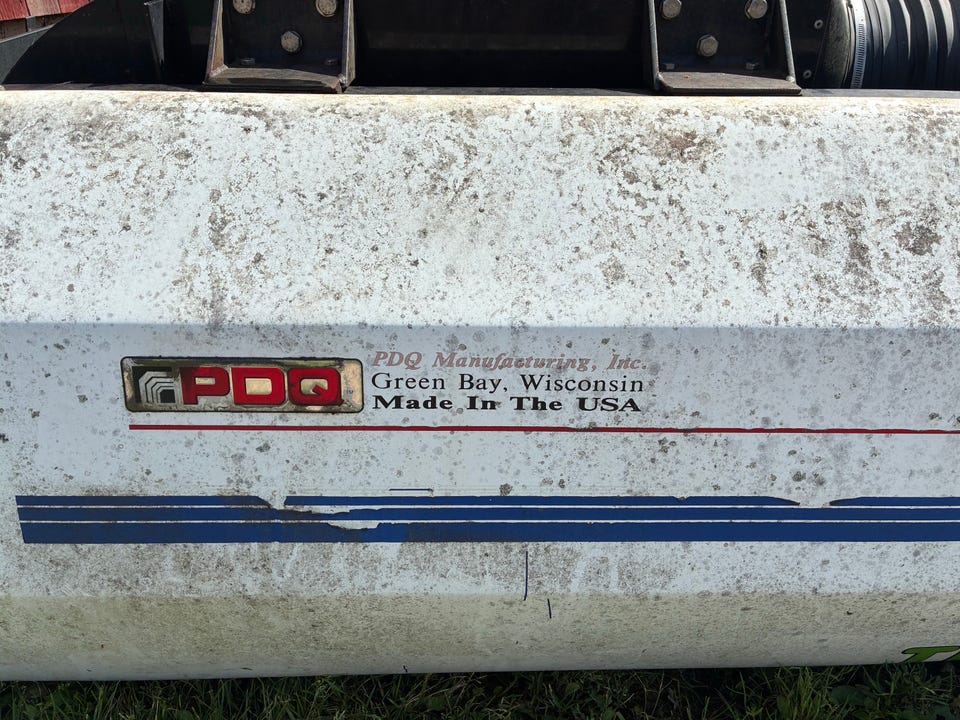 PDQ
PDQ Manufacturing, Inc.
Green Bay, Wisconsin
Made In The USA